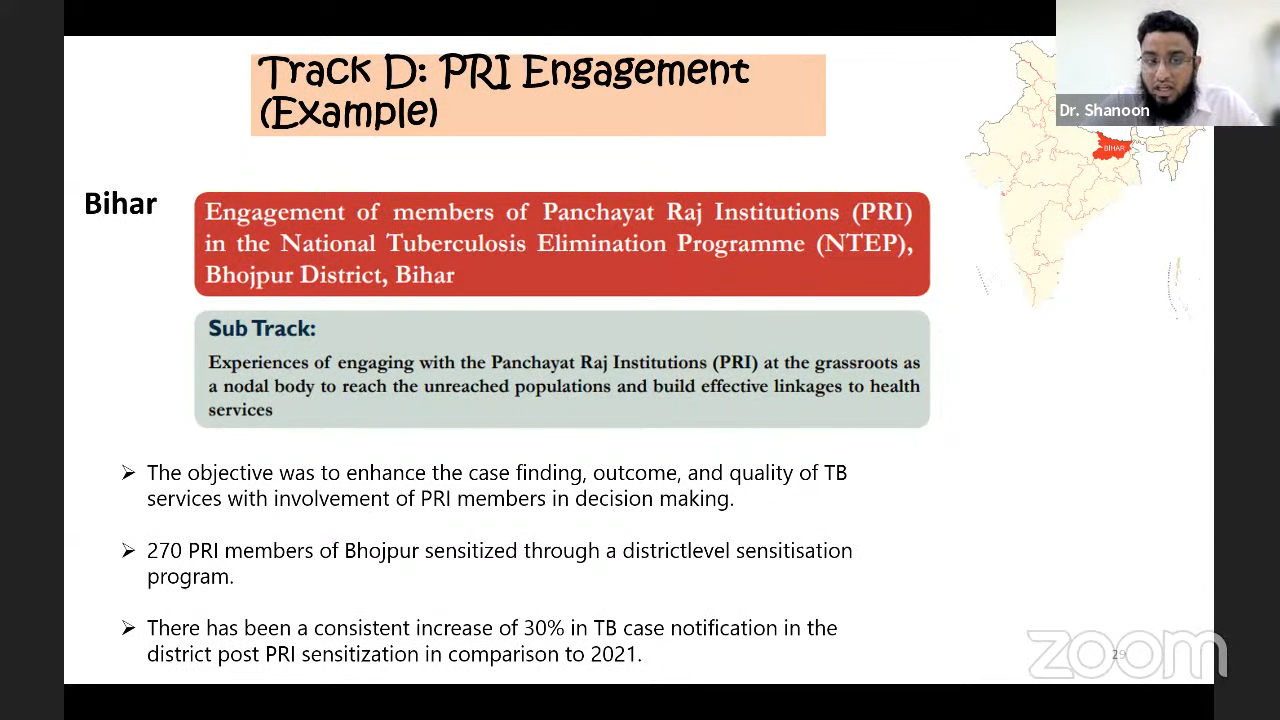 Track D: PRI Engagement
(Example)
Dr. Shanoon
BIHAR
Bihar
Engagement of members of Panchayat Raj Institutions (PRI)
in the National Tuberculosis Elimination Programme (NTEP),
Bhojpur District, Bihar
Sub Track:
Experiences of engaging with the Panchayat Raj Institutions (PRI) at the grassroots as
a nodal body to reach the unreached populations and build effective linkages to health
services
➢ The objective was to enhance the case finding, outcome, and quality of TB
services with involvement of PRI members in decision making.
➢ 270 PRI members of Bhojpur sensitized through a districtlevel sensitisation
program.
➢ There has been a consistent increase of 30% in TB case notification in the
district post PRI sensitization in comparison to 2021.
29
zoom